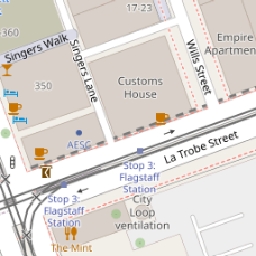 17-23
Singers Walk
Empire
Apartment
Wills Street
Singers Lane
350
Customs
House
360
AESC
La Trobe Street
Stop 3:
Flagstaff
Station
Stop 3:
Flagstaff
Station
City
Loop
ventilation
The Mint